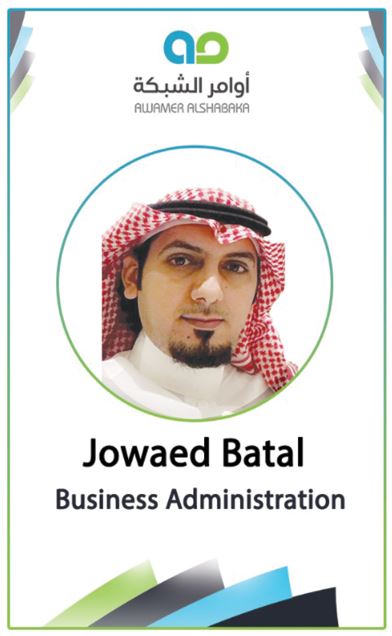 أوامر الشبكة
AWAMER ALSHABAKA
Jowaed Batal
Business Administration